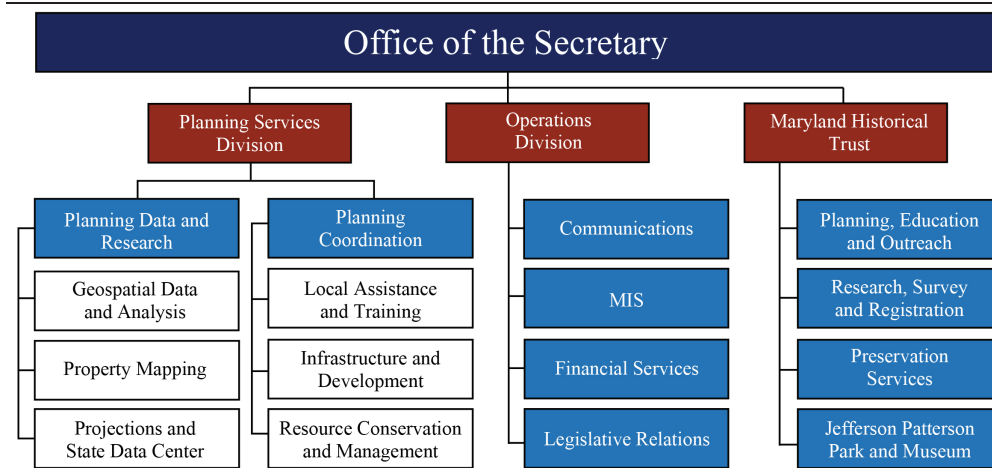 Office of the Secretary
Planning Services
Division
Operations
Division
Maryland Historical
Trust
Planning Data and
Research
Geospatial Data
and Analysis
Property Mapping
Projections and
State Data Center
Planning
Coordination
Local Assistance
and Training
Infrastructure and
Development
Resource Conservation
and Management
Communications
MIS
Financial Services
Legislative Relations
Planning, Education
and Outreach
Research, Survey
and Registration
Preservation
Services
Jefferson Patterson
Park and Museum